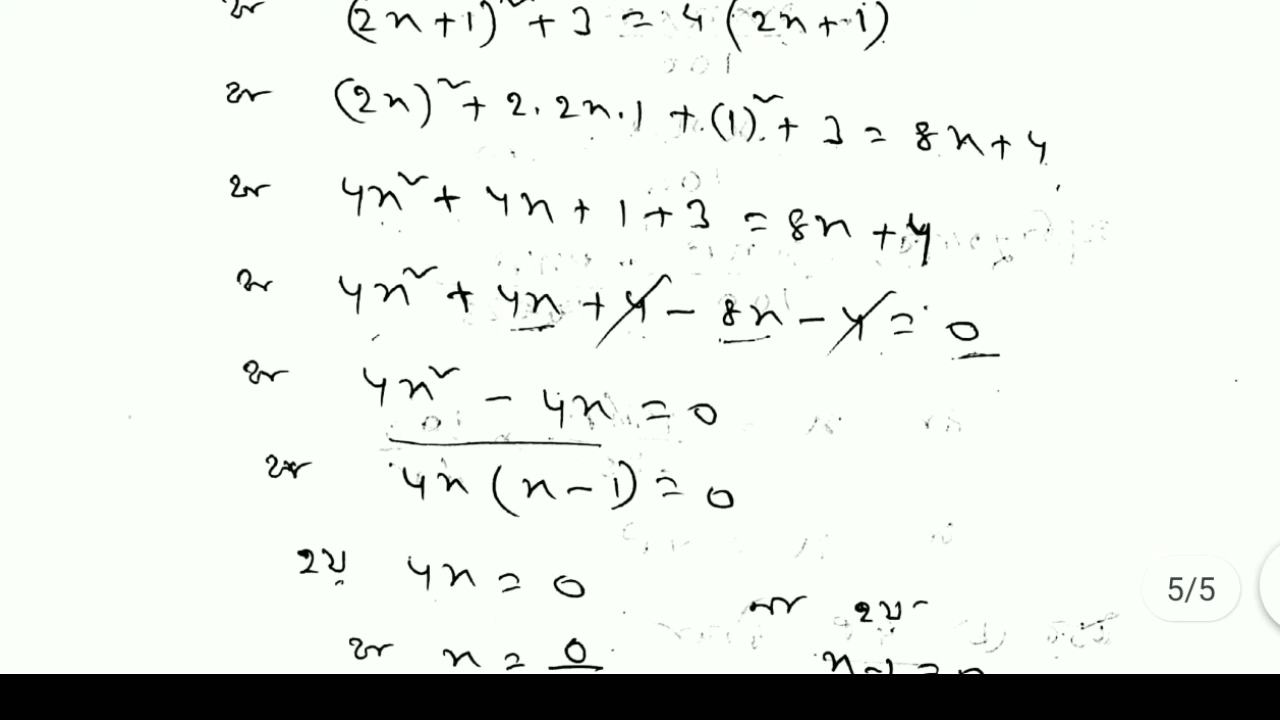 বা (2x+1)² + 3 = 4(2x+1)
বা (2x)² + 2.2x.1 + (1)² + 3 = 8x+4
বা 4x² + 4x + 1 + 3 = 8x + 4
বা 4x² + 4x + 4 - 8x - 4 = 0
বা 4x² - 4x = 0
বা 4x(x-1) = 0
হয় 4x = 0
না হয়
বা x = 0
x-1 = 0
5/5